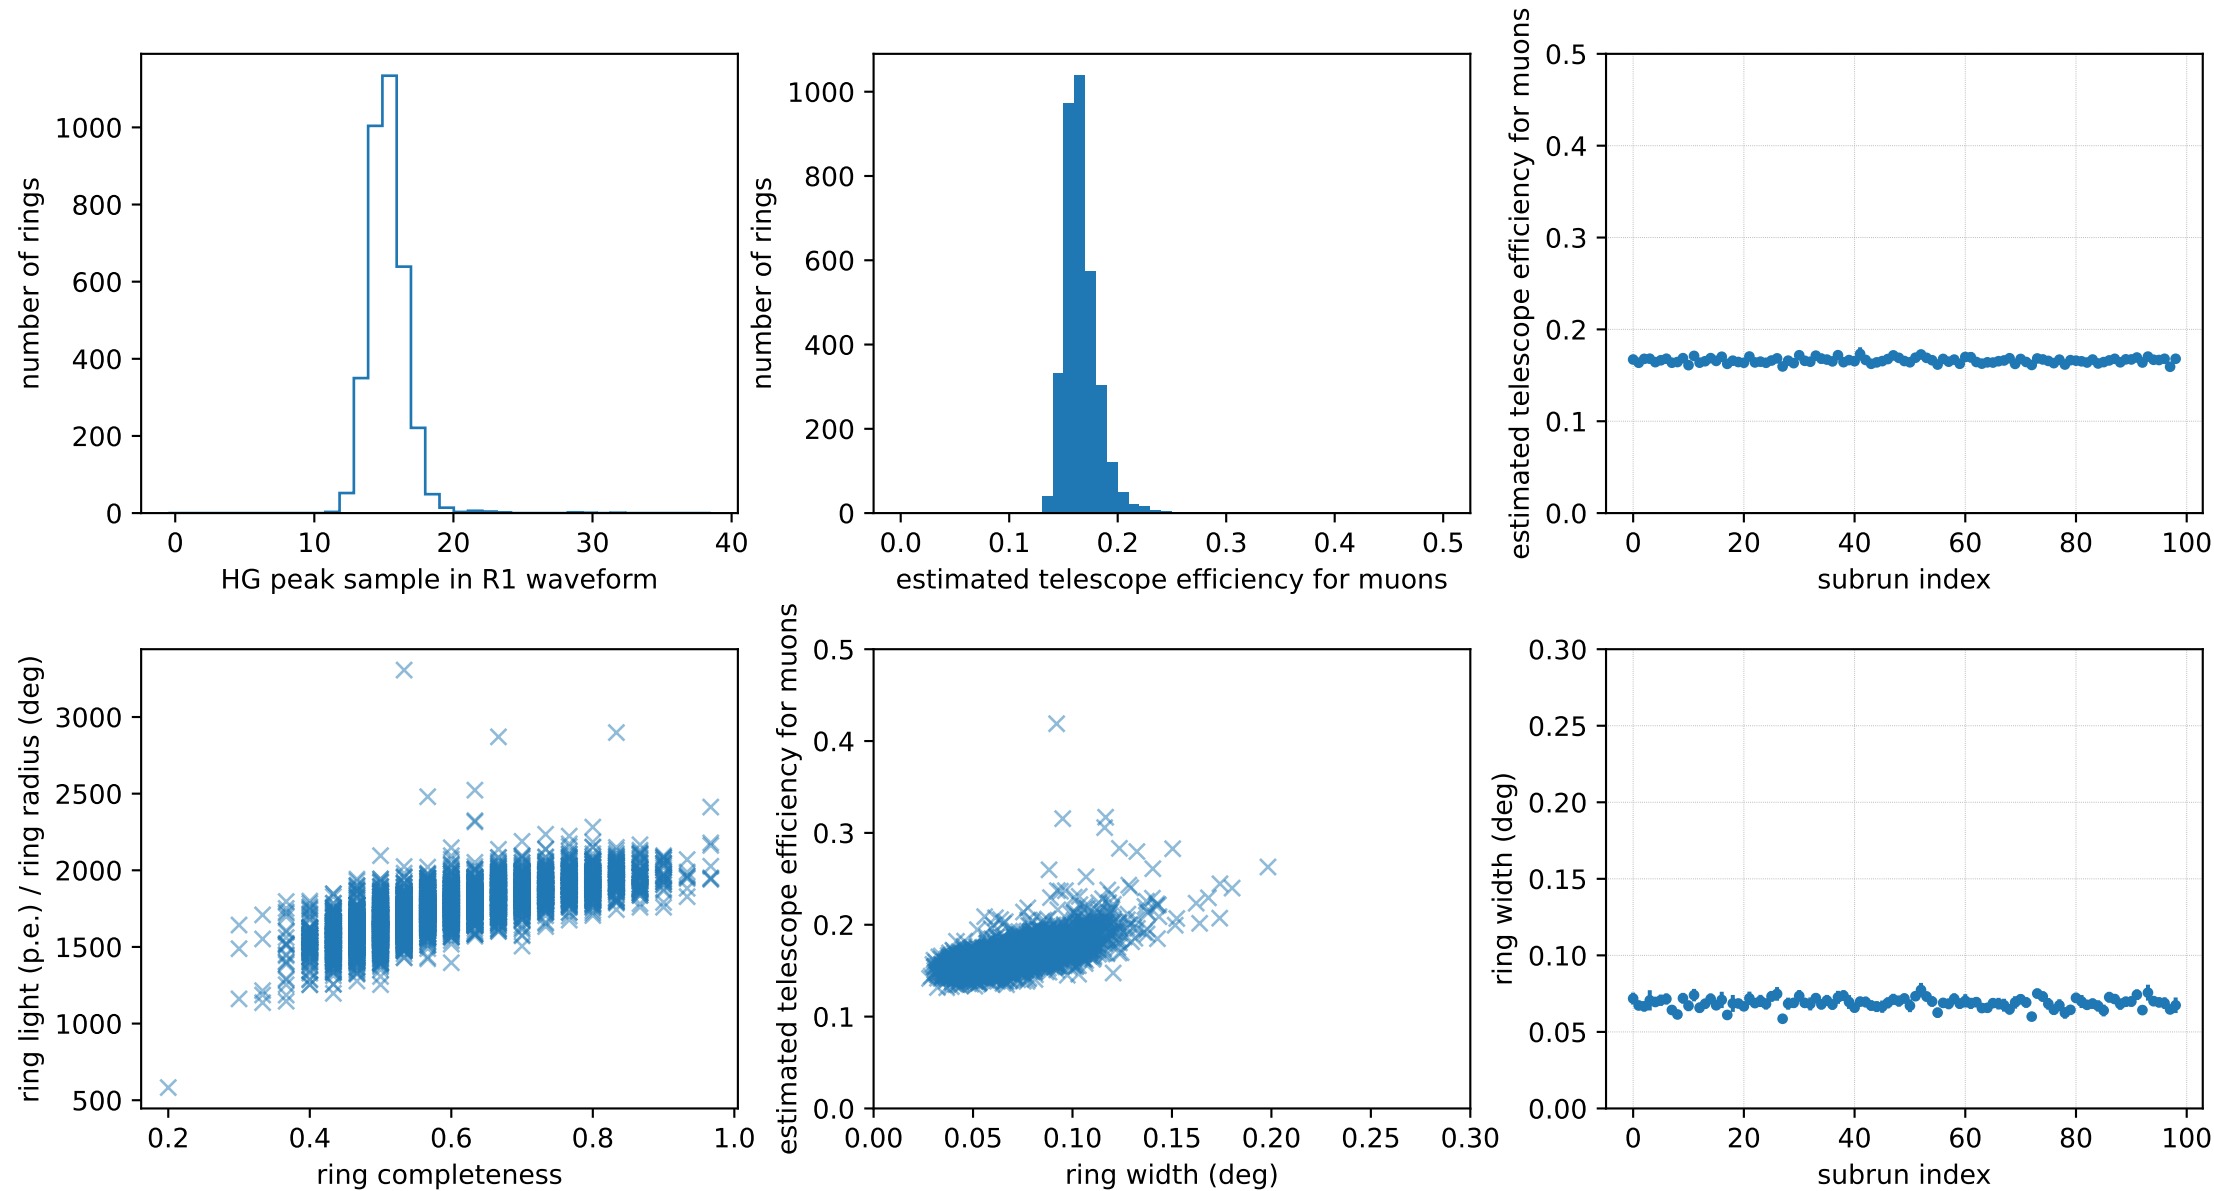 number of rings
1000
800
600
400
200
0
0 10 20 30 40
HG peak sample in R1 waveform
number of rings
1000
800
600
400
200
0
0.0 0.1 0.2 0.3 0.4 0.5
estimated telescope efficiency for muons
estimated telescope efficiency for muons
0.5
0.4
0.3
0.2
0.1
0.0
0 20 40 60 80 100
subrun index
ring light (p.e.) / ring radius (deg)
3000
2500
2000
1500
1000
500
0.2 0.4 0.6 0.8 1.0
ring completeness
estimated telescope efficiency for muons
0.5
0.4
0.3
0.2
0.1
0.0
0.00 0.05 0.10 0.15 0.20 0.25 0.30
ring width (deg)
ring width (deg)
0.30
0.25
0.20
0.15
0.10
0.05
0.00
0 20 40 60 80 100
subrun index